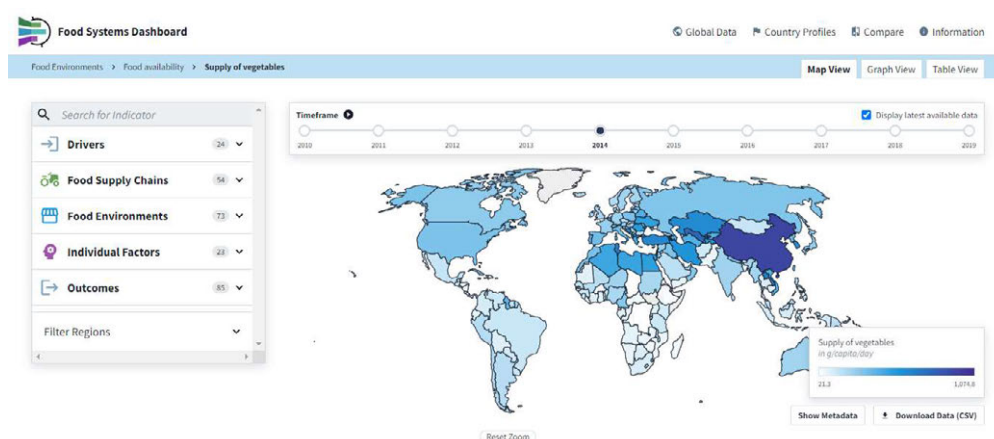 Food Systems Dashboard
Global Data Country Profiles Compare Information
Food Environments > Food availability > Supply of vegetables
Map View Graph View Table View
Search for Indicator
Timeframe
Display latest available data
2010 2011 2012 2013 2014 2015 2016 2017 2018 2019
Drivers 24
Food Supply Chains 54
Food Environments 73
Individual Factors 23
Outcomes 85
Filter Regions
Supply of vegetables
in g/capita/day
21.3 1,074.8
Show Metadata Download Data (CSV)
Reset Zoom